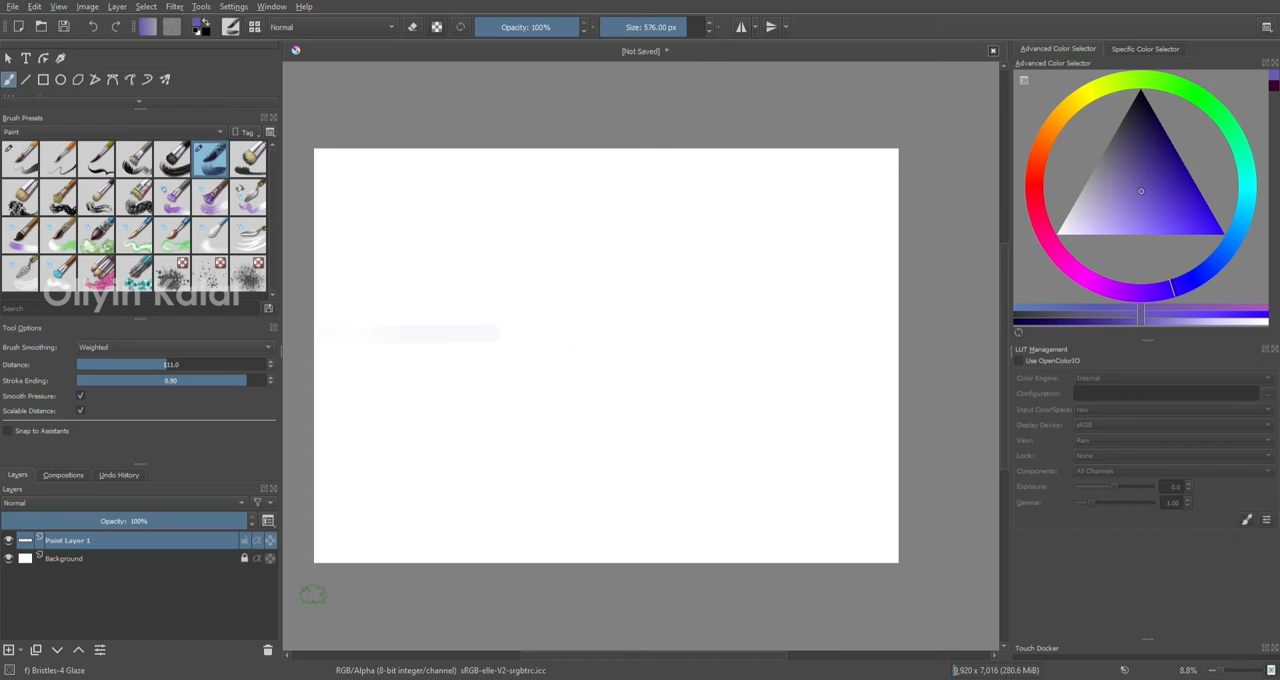 File Edit View Image Layer Select Filter Tools Settings Window Help
Normal Opacity: 100% Size: 576.00 px
[Not Saved] *
Advanced Color Selector Specific Color Selector
Advanced Color Selector
Brush Presets
Paint Tag
Search
Tool Options
Brush Smoothing: Weighted
Distance: 111.0
Stroke Ending: 0.90
Smooth Pressure:
Scalable Distance:
Snap to Assistants
Layers Compositions Undo History
Layers
Normal
Opacity: 100%
Paint Layer 1
Background
LUT Management
Use OpenColorIO
Color Engine: Internal
Configuration: ...
Input ColorSpace: raw
Display Device: sRGB
View: Raw
Look: None
Components: All Channels
Exposure: 0.0
Gamma: 1.00
Touch Docker
f) Bristles-4 Glaze RGB/Alpha (8-bit integer/channel) sRGB-elle-V2-srgbtrc.icc 9,920 x 7,016 (280.6 MiB) 8.8%